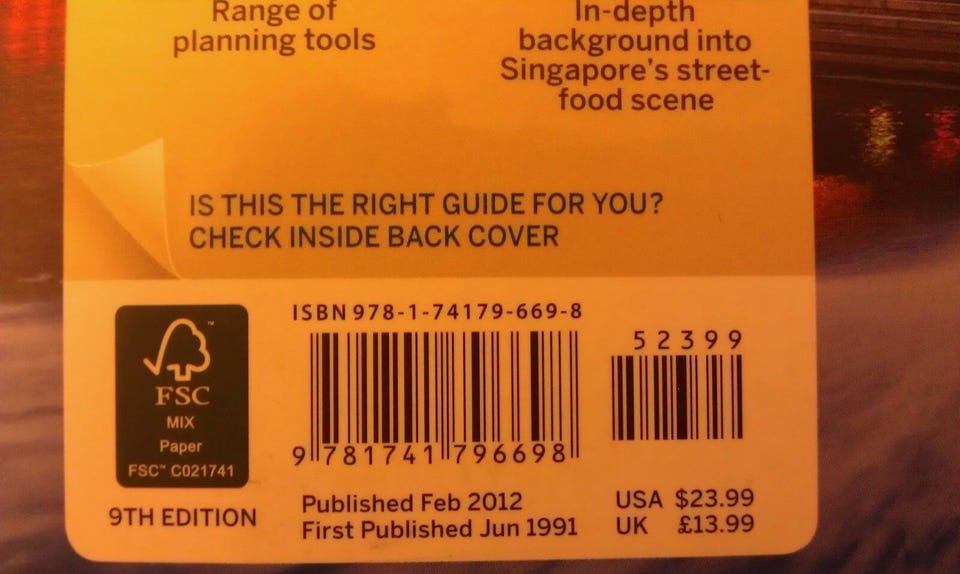 Range of
planning tools
In-depth
background into
Singapore's street-
food scene
IS THIS THE RIGHT GUIDE FOR YOU?
CHECK INSIDE BACK COVER
™
FSC
MIX
Paper
FSC™ C021741
9TH EDITION
ISBN 978-1-74179-669-8
9 781741 796698
52399
Published Feb 2012
First Published Jun 1991
USA $23.99
UK £13.99